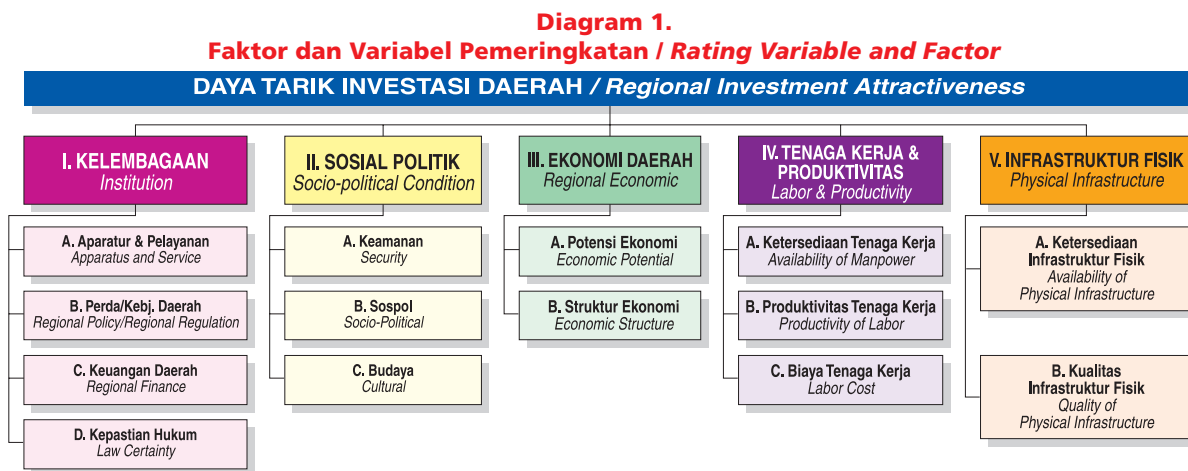 Diagram 1.
Faktor dan Variabel Pemeringkatan / Rating Variable and Factor
DAYA TARIK INVESTASI DAERAH / Regional Investment Attractiveness
I. KELEMBAGAAN
Institution
A. Aparatur & Pelayanan
Apparatus and Service
B. Perda/Kebj. Daerah
Regional Policy/Regional Regulation
C. Keuangan Daerah
Regional Finance
D. Kepastian Hukum
Law Certainty
II. SOSIAL POLITIK
Socio-political Condition
A. Keamanan
Security
B. Sospol
Socio-Political
C. Budaya
Cultural
III. EKONOMI DAERAH
Regional Economic
A. Potensi Ekonomi
Economic Potential
B. Struktur Ekonomi
Economic Structure
IV. TENAGA KERJA &
PRODUKTIVITAS
Labor & Productivity
A. Ketersediaan Tenaga Kerja
Availability of Manpower
B. Produktivitas Tenaga Kerja
Productivity of Labor
C. Biaya Tenaga Kerja
Labor Cost
V. INFRASTRUKTUR FISIK
Physical Infrastructure
A. Ketersediaan
Infrastruktur Fisik
Availability of
Physical Infrastructure
B. Kualitas
Infrastruktur Fisik
Quality of
Physical Infrastructure